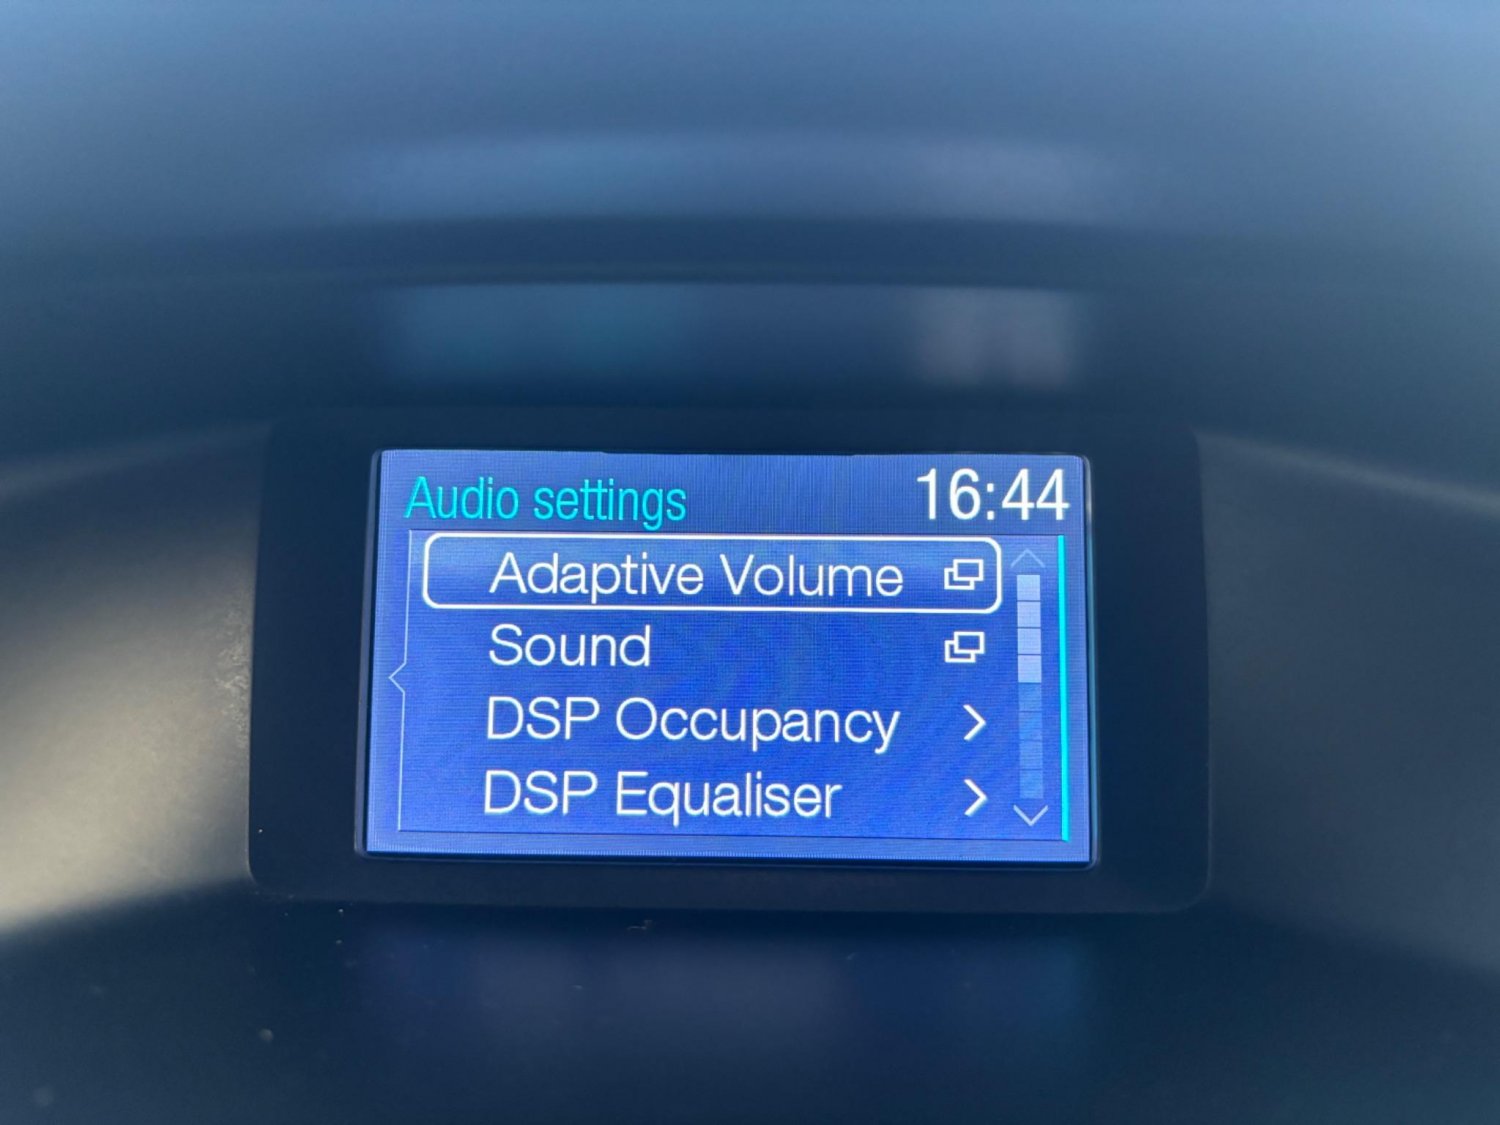 Audio settings 16:44
Adaptive Volume
Sound
DSP Occupancy
DSP Equaliser